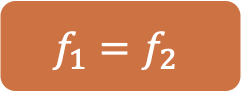 f₁ = f₂